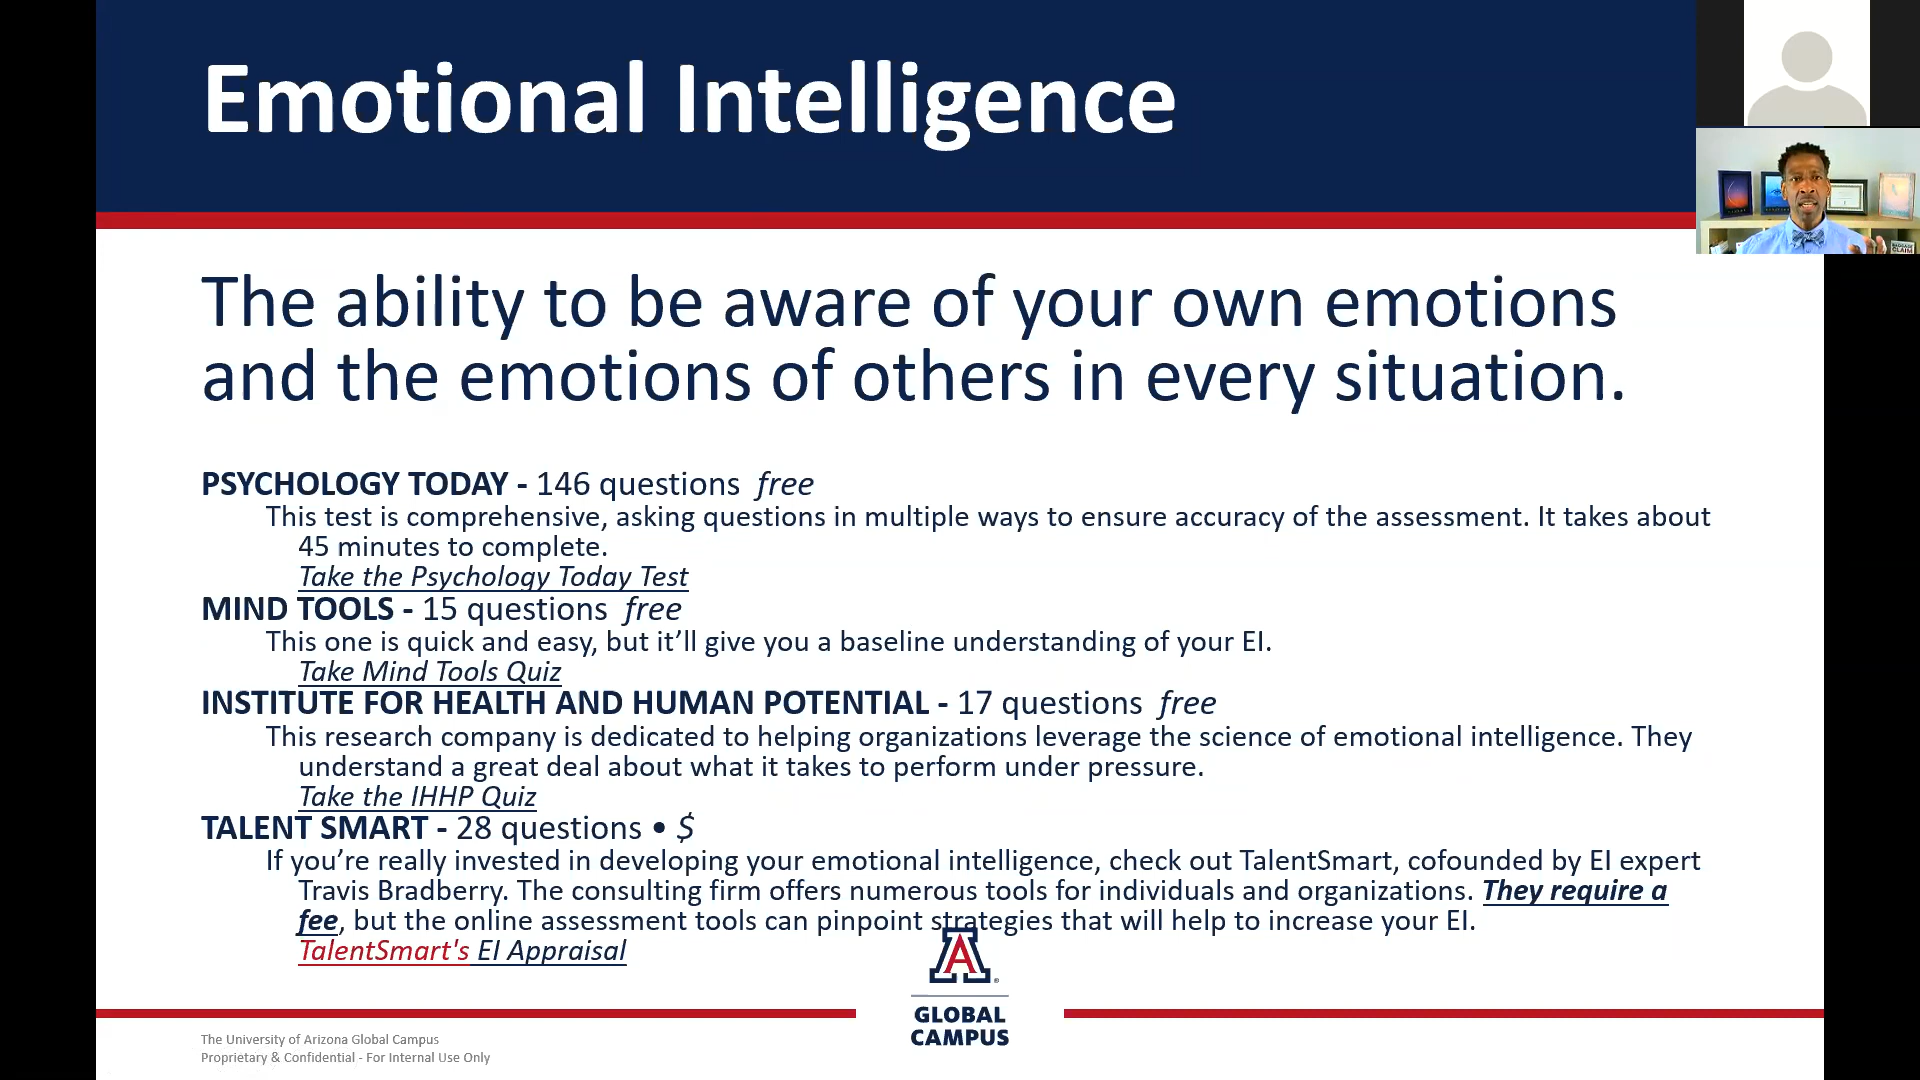 Emotional Intelligence
The ability to be aware of your own emotions
and the emotions of others in every situation.
PSYCHOLOGY TODAY - 146 questions free
This test is comprehensive, asking questions in multiple ways to ensure accuracy of the assessment. It takes about
45 minutes to complete.
Take the Psychology Today Test
MIND TOOLS - 15 questions free
This one is quick and easy, but it’ll give you a baseline understanding of your EI.
Take Mind Tools Quiz
INSTITUTE FOR HEALTH AND HUMAN POTENTIAL - 17 questions free
This research company is dedicated to helping organizations leverage the science of emotional intelligence. They
understand a great deal about what it takes to perform under pressure.
Take the IHHP Quiz
TALENT SMART - 28 questions • $
If you’re really invested in developing your emotional intelligence, check out TalentSmart, cofounded by EI expert
Travis Bradberry. The consulting firm offers numerous tools for individuals and organizations. They require a
fee, but the online assessment tools can pinpoint strategies that will help to increase your EI.
TalentSmart's EI Appraisal
A
GLOBAL
CAMPUS
The University of Arizona Global Campus
Proprietary & Confidential - For Internal Use Only
CLAIM